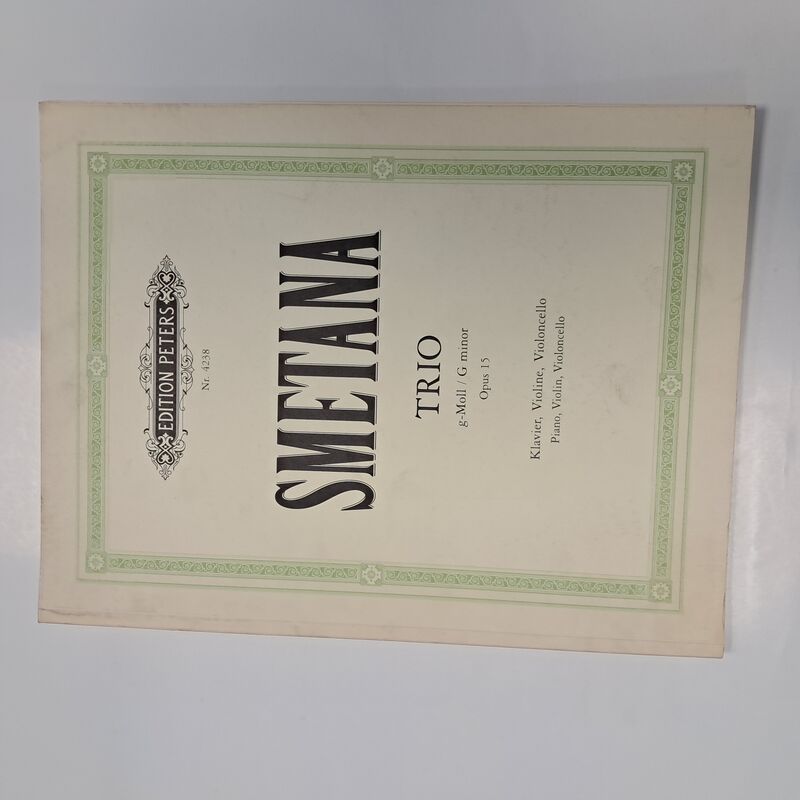 EDITION PETERS
Nr. 4238
SMETANA
TRIO
g-Moll / G minor
Opus 15
Klavier, Violine, Violoncello
Piano, Violin, Violoncello